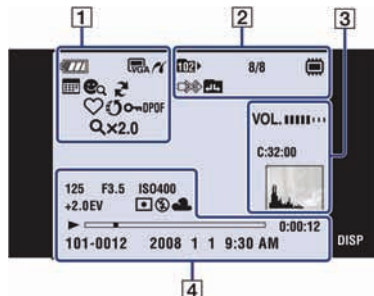 1
2
3
VGA
102
8/8
DPOF
×2.0
VOL.
C:32:00
125 F3.5 ISO400
+2.0EV
0:00:12
101-0012 2008 1 1 9:30 AM
DISP
4